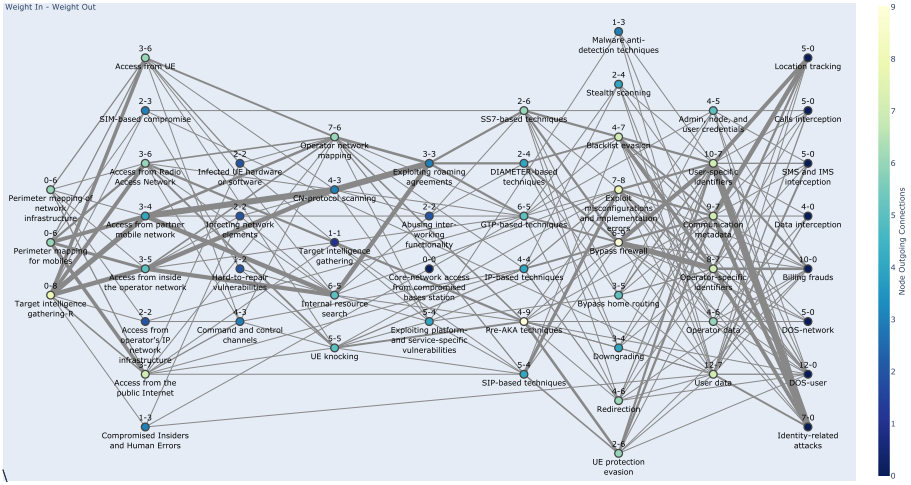 Weight In - Weight Out
1-3
Malware anti-
detection techniques
3-6
Access from UE
5-0
Location tracking
2-4
Stealth scanning
2-3
SIM-based compromise
2-6
SS7-based techniques
4-5
Admin, node, and
user credentials
5-0
Calls interception
7-6
Operator network
mapping
4-7
Blacklist evasion
3-6
Access from Radio
Access Network
2-2
Infected UE hardware
or software
3-3
Exploiting roaming
agreements
2-4
DIAMETER-based
techniques
10-7
User-specific
identifiers
5-0
SMS and IMS
interception
0-6
Perimeter mapping of
network
infrastructure
4-3
CN-protocol scanning
7-8
Exploit
misconfigurations
and implementation
errors
3-4
Access from partner
mobile network
2-2
Infecting network
elements
2-2
Abusing inter-
working
functionality
6-5
GTP-based techniques
9-7
Communication
metadata
4-0
Data interception
0-6
Perimeter mapping
for mobiles
1-1
Target intelligence
gathering
Bypass firewall
3-5
Access from inside
the operator network
1-2
Hard-to-repair
vulnerabilities
0-0
Core-network access
from compromised
bases station
4-4
IP-based techniques
8-7
Operator-specific
identifiers
10-0
Billing frauds
0-8
Target intelligence
gathering-R
6-5
Internal resource
search
3-5
Bypass home routing
2-2
Access from
operator's IP
network
infrastructure
4-3
Command and control
channels
5-4
Exploiting platform-
and service-specific
vulnerabilities
4-9
Pre-AKA techniques
4-6
Operator data
5-0
DOS-network
5-5
UE knocking
3-4
Downgrading
3-7
Access from the
public Internet
5-4
SIP-based techniques
12-7
User data
12-0
DOS-user
4-6
Redirection
1-3
Compromised Insiders
and Human Errors
7-0
Identity-related
attacks
2-6
UE protection
evasion
9
8
7
6
5
4
3
2
1
0
Node Outgoing Connections
\